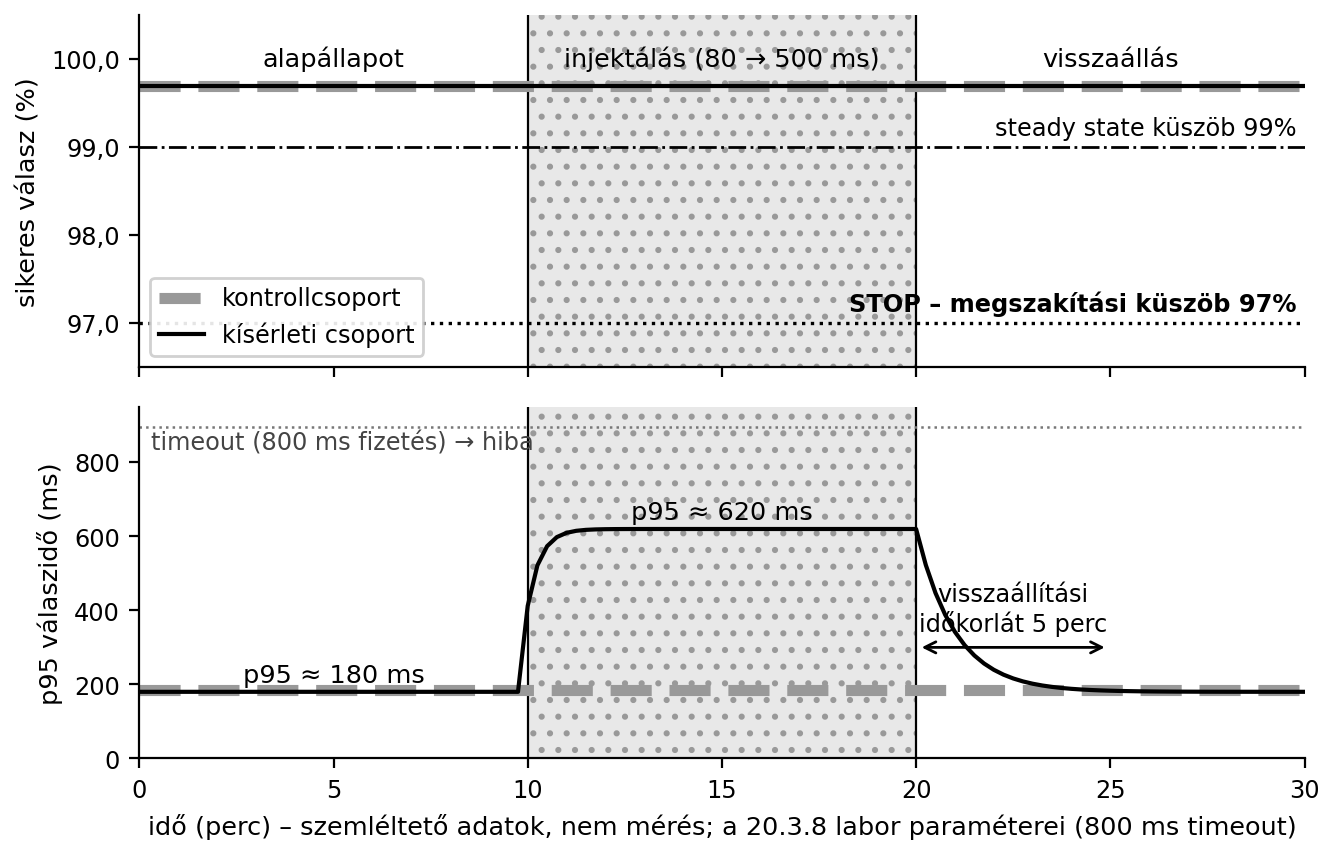 100,0
99,0
98,0
97,0
sikeres válasz (%)
alapállapot
injektálás (80 → 500 ms)
visszaállás
steady state küszöb 99%
STOP – megszakítási küszöb 97%
kontrollcsoport
kísérleti csoport
800
600
400
200
0
p95 válaszidő (ms)
timeout (800 ms fizetés) → hiba
p95 ≈ 620 ms
visszaállítási
időkorlát 5 perc
p95 ≈ 180 ms
0 5 10 15 20 25 30
idő (perc) – szemléltető adatok, nem mérés; a 20.3.8 labor paraméterei (800 ms timeout)